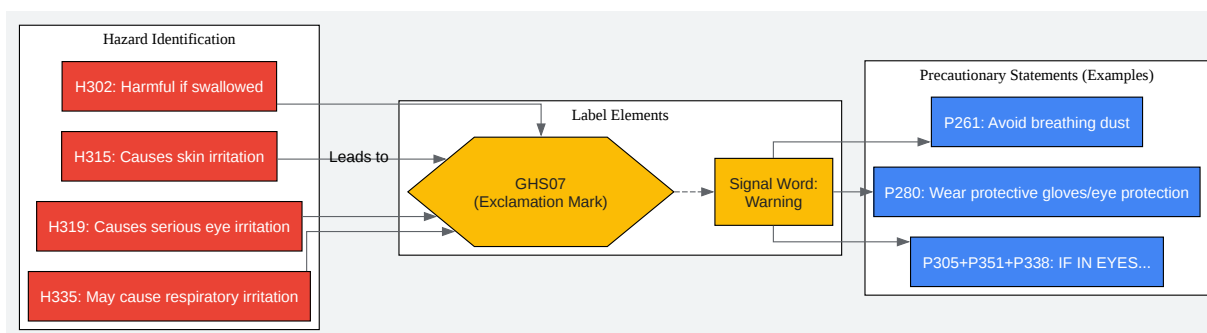 Hazard Identification
H302: Harmful if swallowed
H315: Causes skin irritation
H319: Causes serious eye irritation
H335: May cause respiratory irritation
Leads to
Label Elements
GHS07
(Exclamation Mark)
Signal Word:
Warning
Precautionary Statements (Examples)
P261: Avoid breathing dust
P280: Wear protective gloves/eye protection
P305+P351+P338: IF IN EYES...